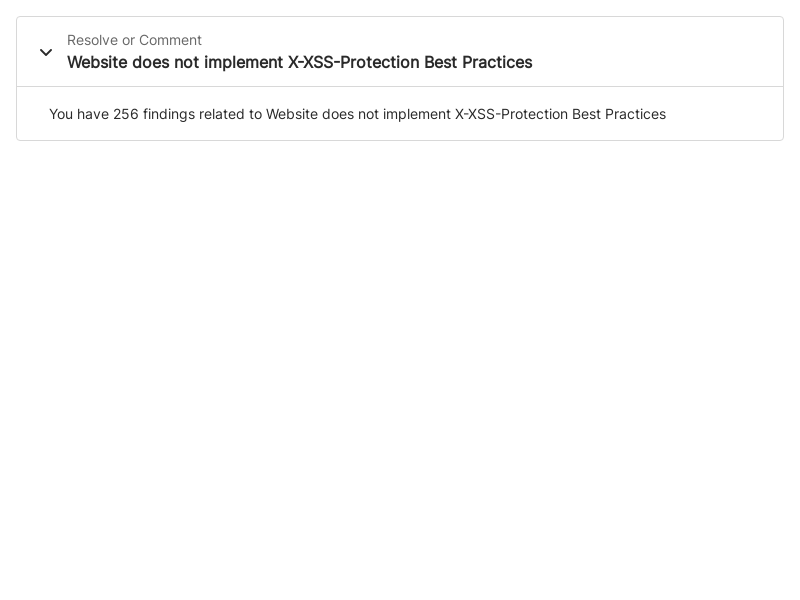 Resolve or Comment
Website does not implement X-XSS-Protection Best Practices
You have 256 findings related to Website does not implement X-XSS-Protection Best Practices